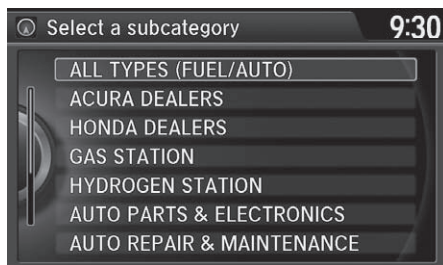 Select a subcategory 9:30
ALL TYPES (FUEL/AUTO)
ACURA DEALERS
HONDA DEALERS
GAS STATION
HYDROGEN STATION
AUTO PARTS & ELECTRONICS
AUTO REPAIR & MAINTENANCE